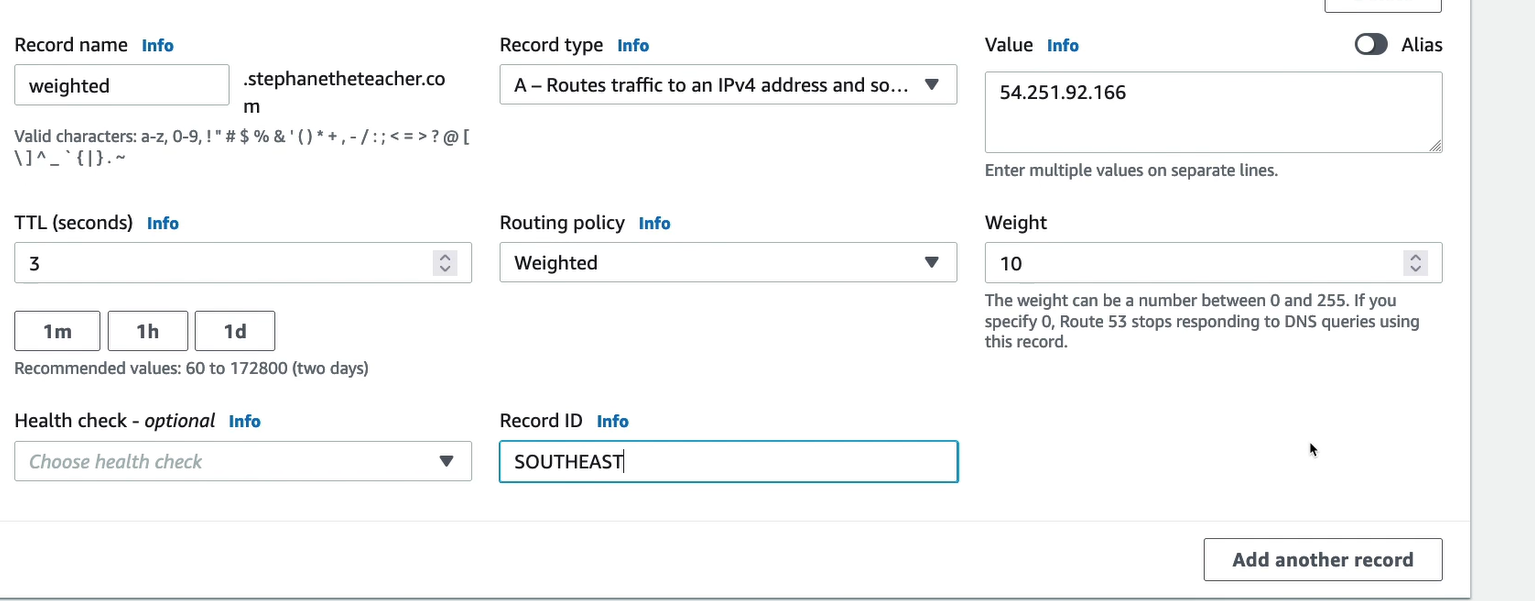 Record name Info
weighted
.stephanetheteacher.co
m
Valid characters: a-z, 0-9, ! " # $ % & ' ( ) * + , - / : ; < = > ? @ [
\ ] ^ _ ` { | } . ~
Record type Info
A – Routes traffic to an IPv4 address and so...
Value Info
Alias
54.251.92.166
Enter multiple values on separate lines.
TTL (seconds) Info
3
1m 1h 1d
Recommended values: 60 to 172800 (two days)
Routing policy Info
Weighted
Weight
10
The weight can be a number between 0 and 255. If you
specify 0, Route 53 stops responding to DNS queries using
this record.
Health check - optional Info
Choose health check
Record ID Info
SOUTHEAST
Add another record